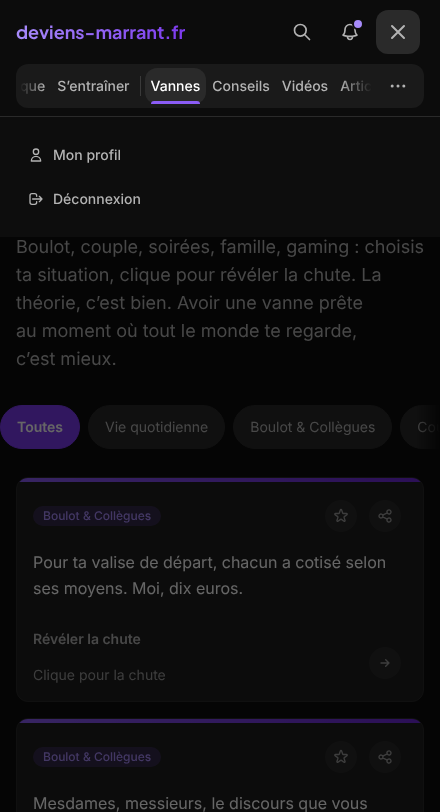 deviens-marrant.fr
que S'entraîner Vannes Conseils Vidéos Artic
Mon profil
Déconnexion
Boulot, couple, soirées, famille, gaming : choisis
ta situation, clique pour révéler la chute. La
théorie, c'est bien. Avoir une vanne prête
au moment où tout le monde te regarde,
c'est mieux.
Toutes Vie quotidienne Boulot & Collègues Co
Boulot & Collègues
Pour ta valise de départ, chacun a cotisé selon
ses moyens. Moi, dix euros.
Révéler la chute
Clique pour la chute
Boulot & Collègues
Mesdames, messieurs, le discours que vous